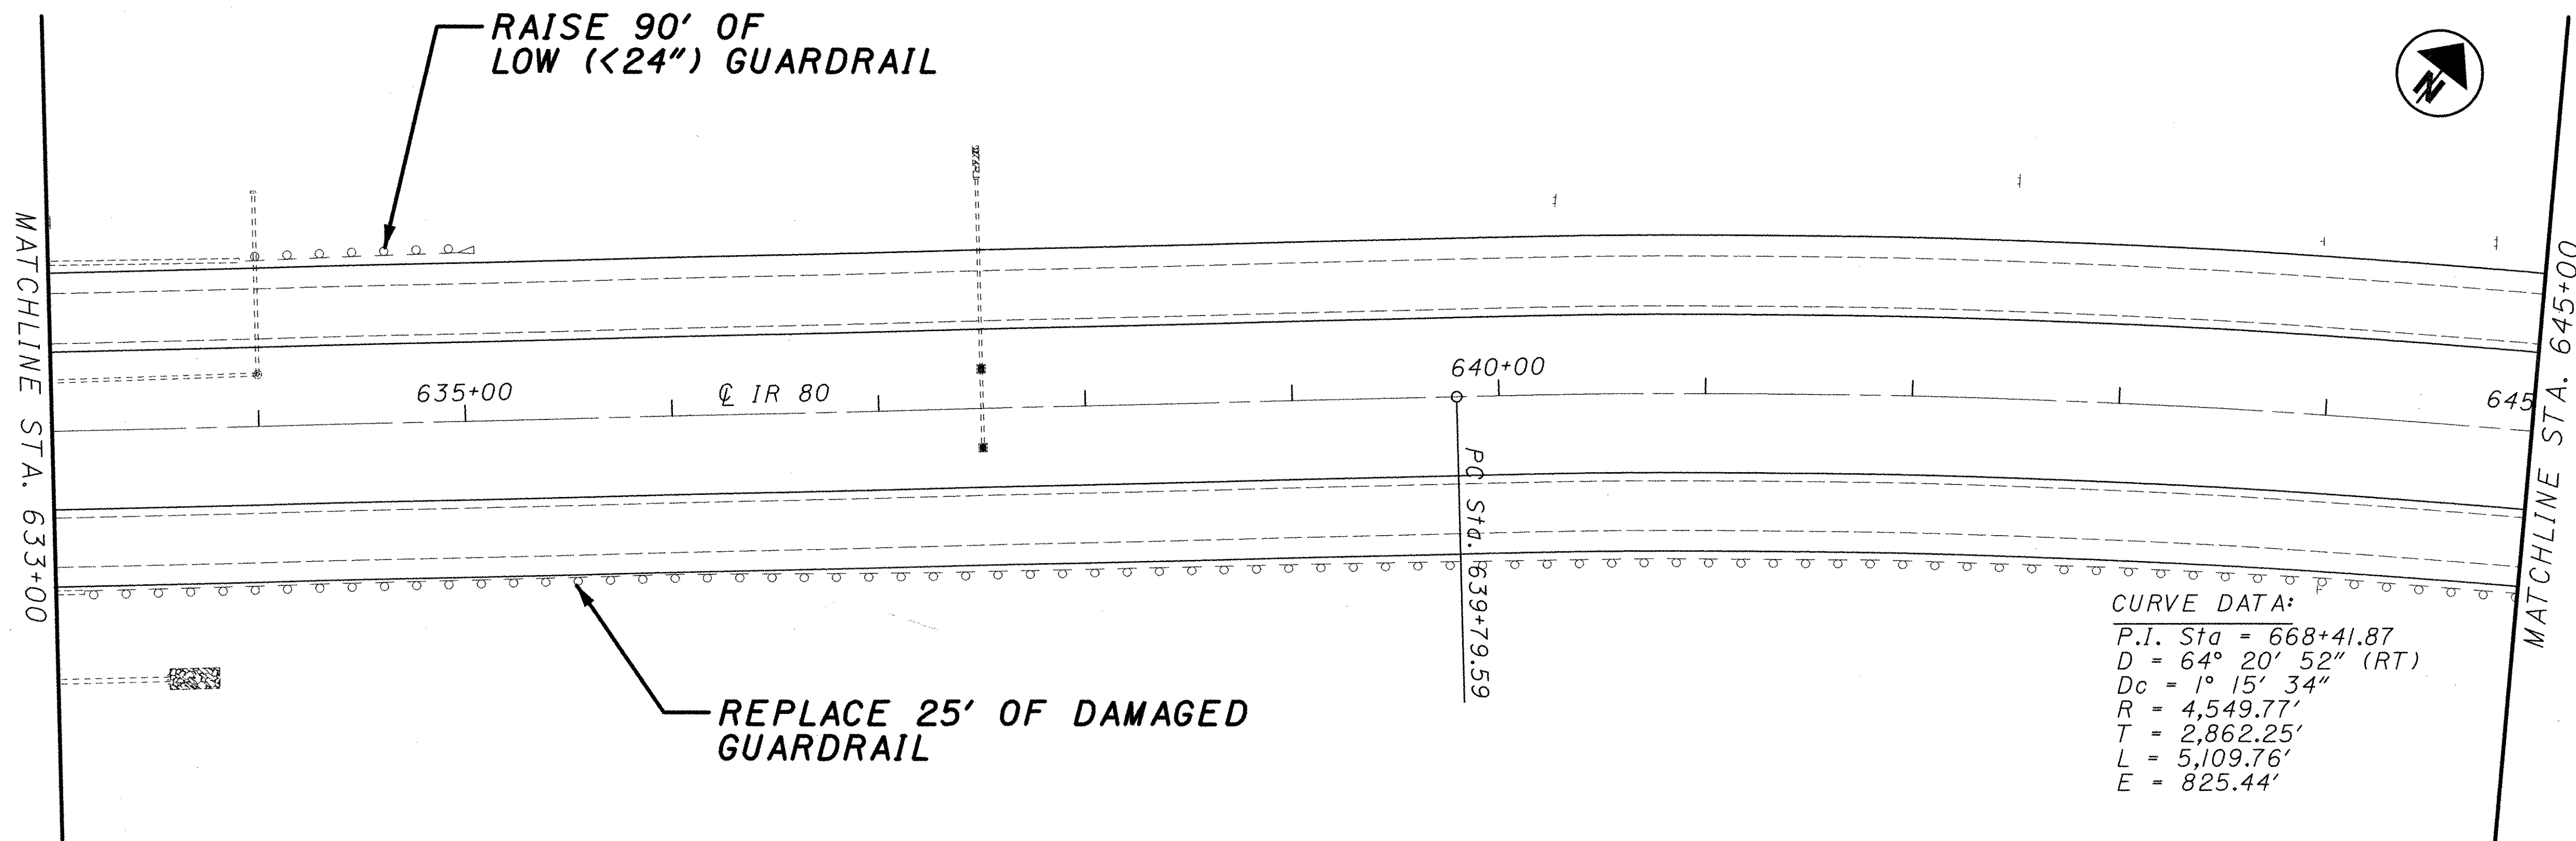 RAISE 90' OF
LOW (<24") GUARDRAIL
N
MATCHLINE STA. 633+00
635+00
℄ IR 80
640+00
645
MATCHLINE STA. 645+00
PC Sta. 639+79.59
REPLACE 25' OF DAMAGED
GUARDRAIL
CURVE DATA:
P.I. Sta = 668+41.87
D = 64° 20' 52" (RT)
Dc = 1° 15' 34"
R = 4,549.77'
T = 2,862.25'
L = 5,109.76'
E = 825.44'